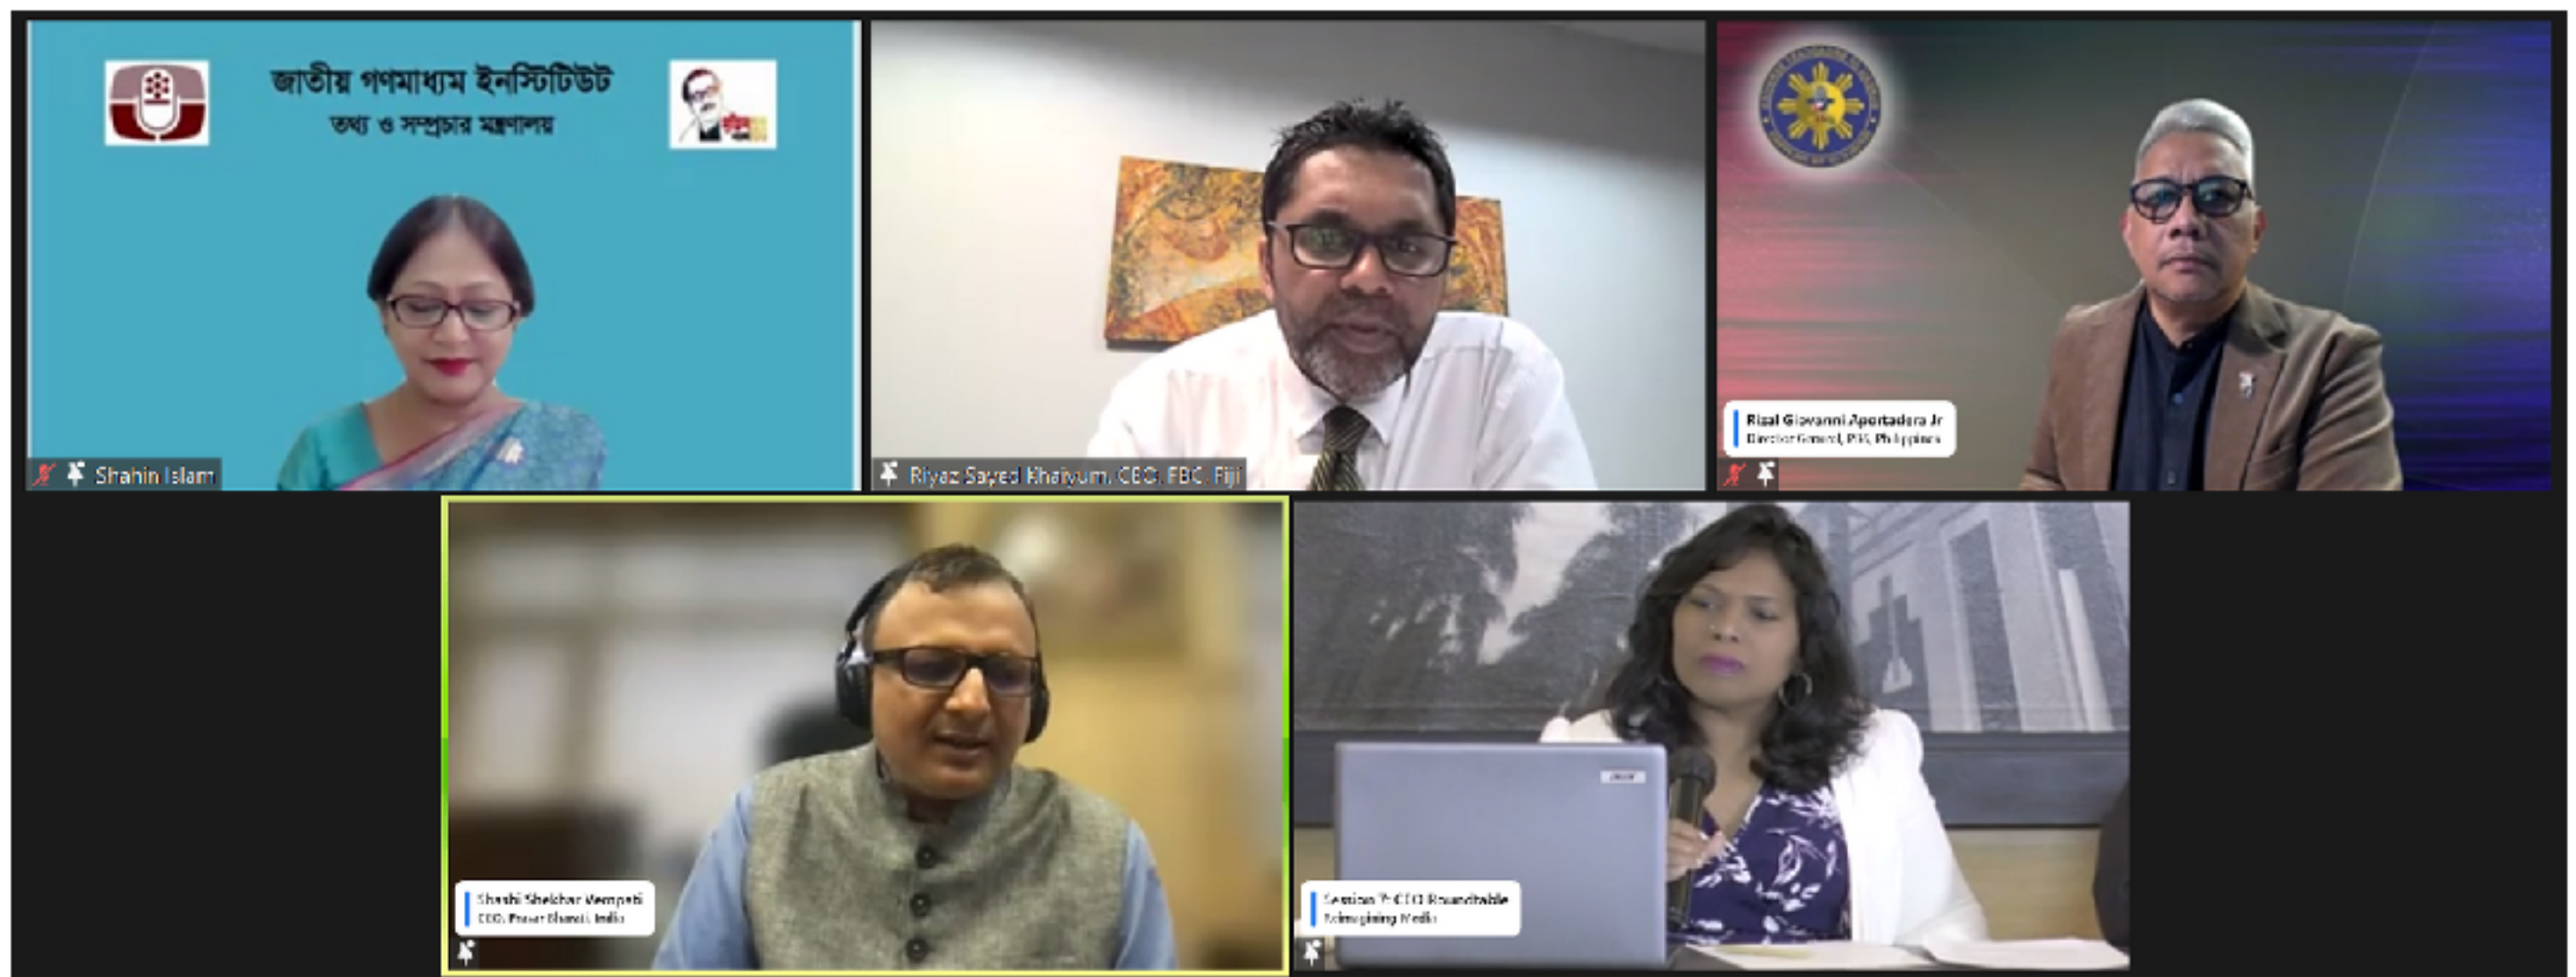 জাতীয় গণমাধ্যম ইনস্টিটিউট
তথ্য ও সম্প্রচার মন্ত্রণালয়
Shahin Islam
Riyaz Sayed Khaiyum, CEO, FBC, Fiji
Rizal Giovanni Aportadera Jr
Director General, PBS, Philippines
Shashi Shekhar Vempati
CEO, Prasar Bharati, India
Session 7: CEO Roundtable
Reimagining Media
acer